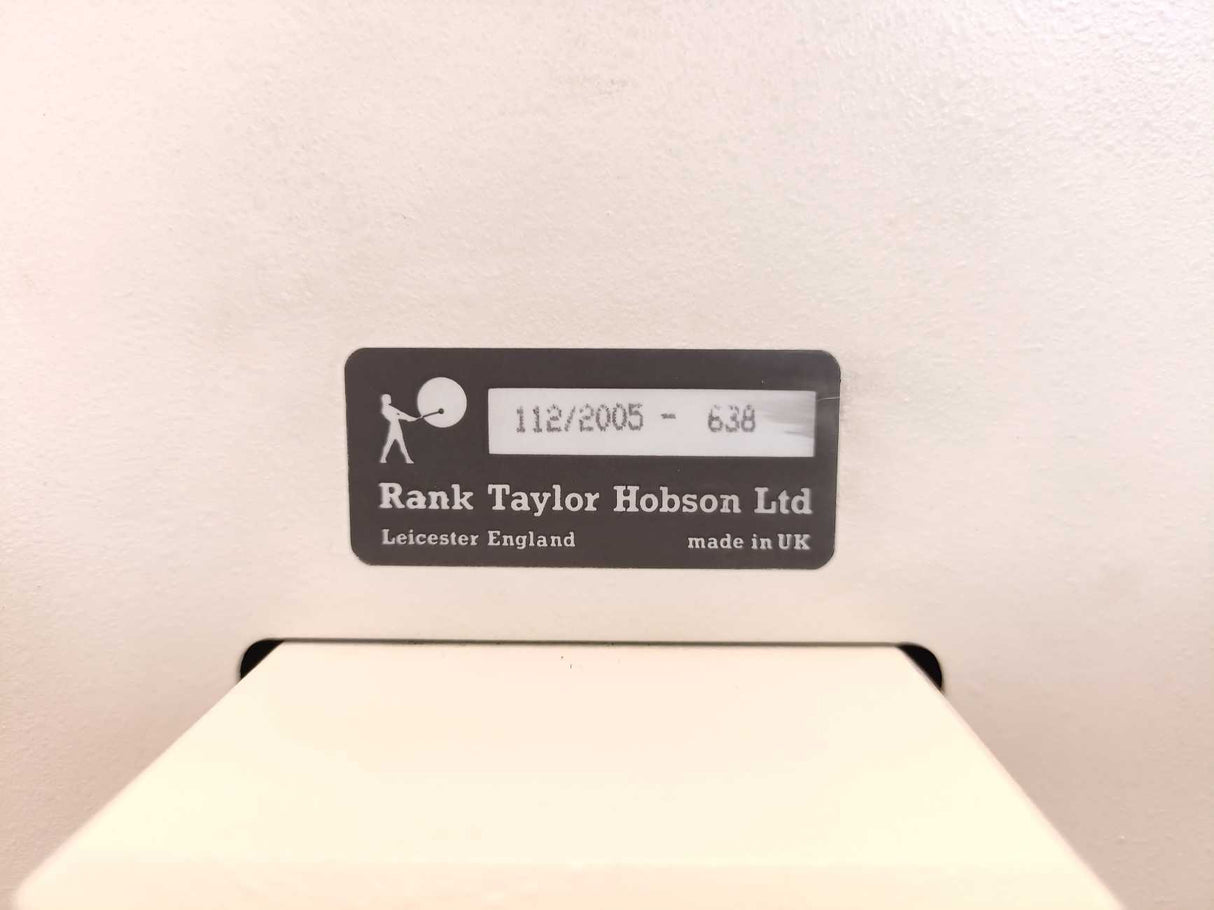 112/2005 - 638
Rank Taylor Hobson Ltd
Leicester England made in UK